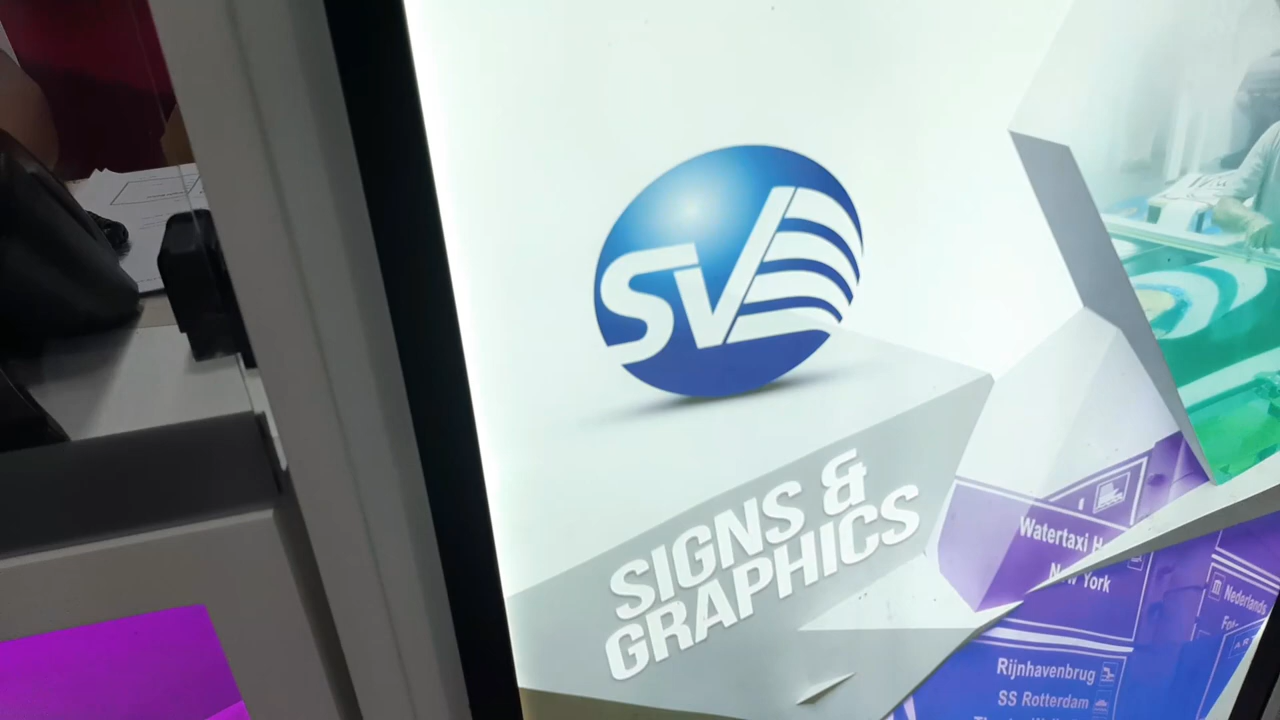 SV
SIGNS &
GRAPHICS
Watertaxi
New York
Rijnhavenbrug
SS Rotterdam
Nederlands